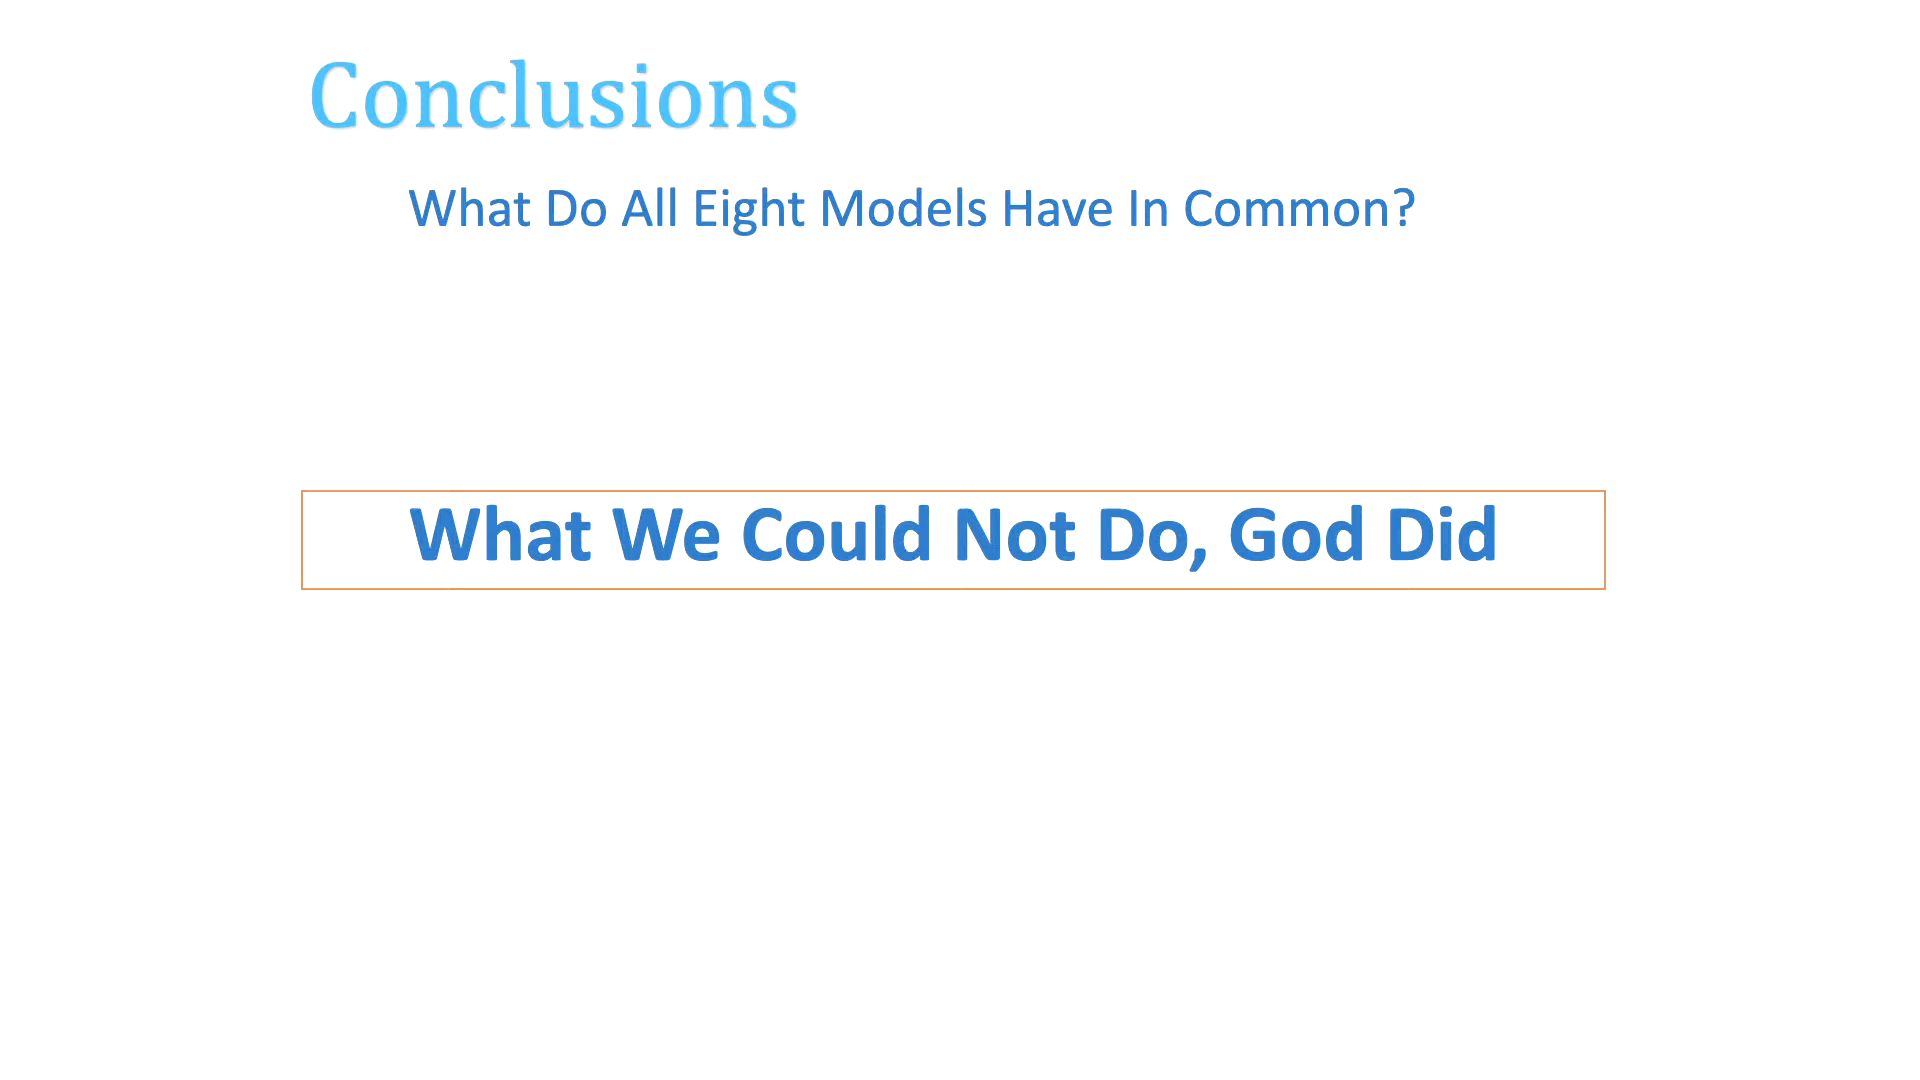 Conclusions
What Do All Eight Models Have In Common?
What We Could Not Do, God Did